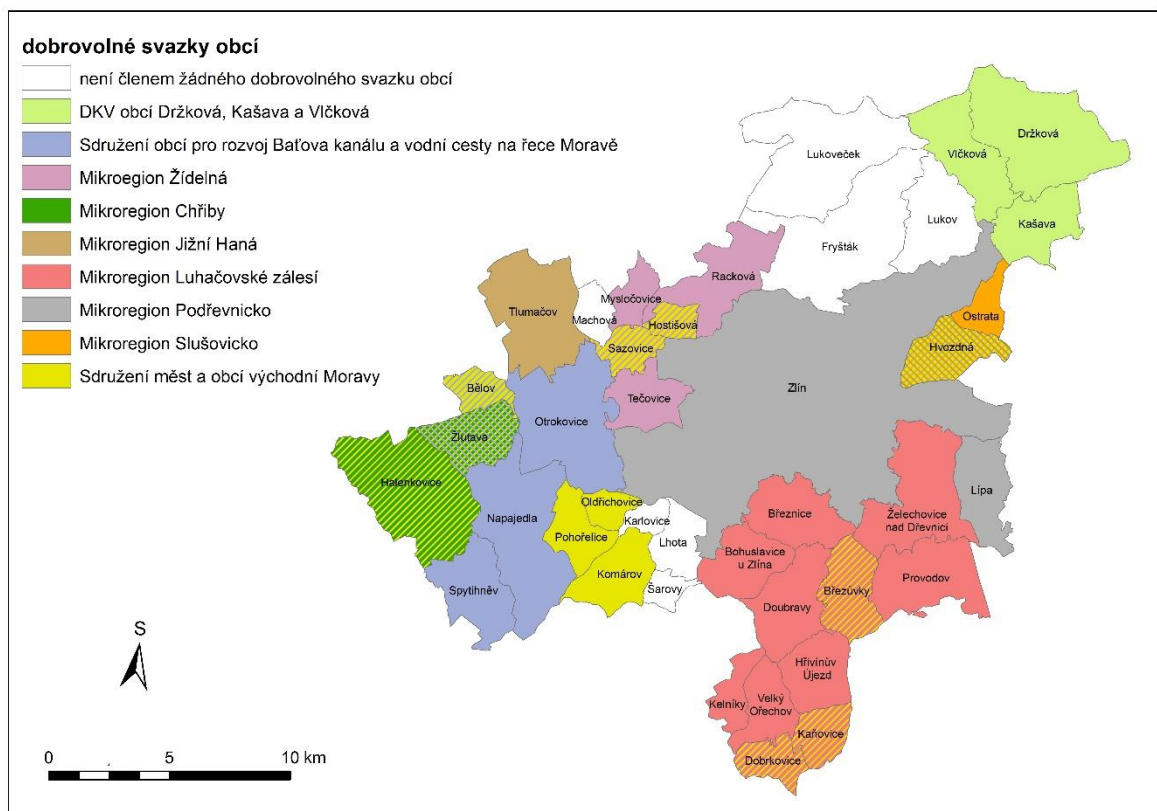 dobrovolné svazky obcí
není členem žádného dobrovolného svazku obcí
DKV obcí Držková, Kašava a Vlčková
Sdružení obcí pro rozvoj Baťova kanálu a vodní cesty na řece Moravě
Mikroegion Žídelná
Mikroregion Chřiby
Mikroregion Jižní Haná
Mikroregion Luhačovské zálesí
Mikroregion Podřevnicko
Mikroregion Slušovicko
Sdružení měst a obcí východní Moravy
Držková
Lukoveček
Vlčková
Lukov
Kašava
Fryšták
Racková
Mysločovice
Tlumačov
Machová
Hostišová
Ostrata
Sazovice
Hvozdná
Bělov
Zlín
Tečovice
Otrokovice
Žlutava
Halenkovice
Lípa
Oldřichovice
Napajedla
Karlovice
Březnice
Želechovice
nad Dřevnicí
Pohořelice
Lhota
Bohuslavice
u Zlína
Komárov
Provodov
Spytihněv
Šarovy
Březůvky
Doubravy
Hřivínův
Újezd
Kelníky
Velký
Ořechov
Kaňovice
Dobrkovice
S
0
5
10 km